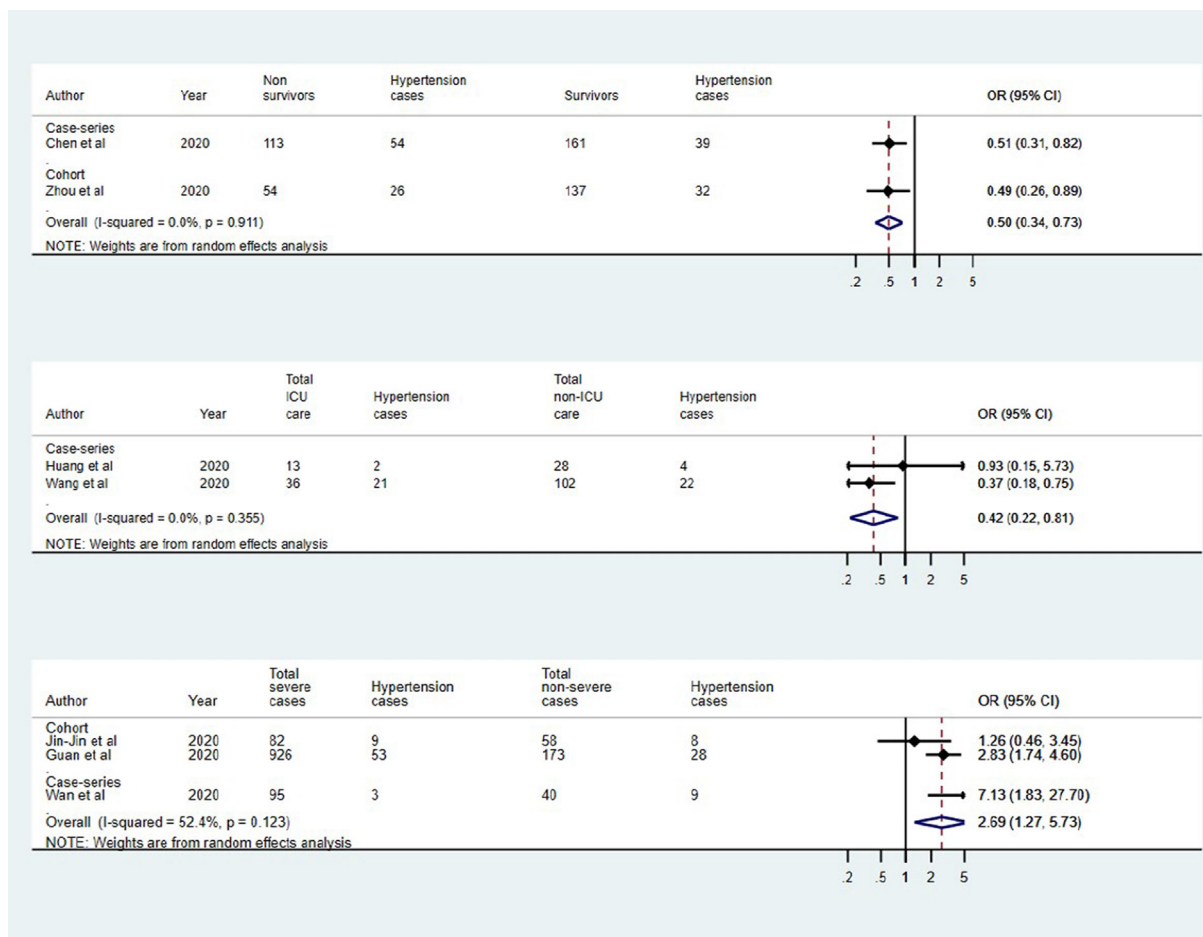 Author Year Non survivors Hypertension cases Survivors Hypertension cases OR (95% CI)
Case-series
Chen et al 2020 113 54 161 39 0.51 (0.31, 0.82)
.
Cohort
Zhou et al 2020 54 26 137 32 0.49 (0.26, 0.89)
.
Overall (I-squared = 0.0%, p = 0.911) 0.50 (0.34, 0.73)
NOTE: Weights are from random effects analysis
.2 .5 1 2 5
Author Year Total ICU care Hypertension cases Total non-ICU care Hypertension cases OR (95% CI)
Case-series
Huang et al 2020 13 2 28 4 0.93 (0.15, 5.73)
Wang et al 2020 36 21 102 22 0.37 (0.18, 0.75)
.
Overall (I-squared = 0.0%, p = 0.355) 0.42 (0.22, 0.81)
NOTE: Weights are from random effects analysis
.2 .5 1 2 5
Author Year Total severe cases Hypertension cases Total non-severe cases Hypertension cases OR (95% CI)
Cohort
Jin-Jin et al 2020 82 9 58 8 1.26 (0.46, 3.45)
Guan et al 2020 926 53 173 28 2.83 (1.74, 4.60)
.
Case-series
Wan et al 2020 95 3 40 9 7.13 (1.83, 27.70)
Overall (I-squared = 52.4%, p = 0.123) 2.69 (1.27, 5.73)
NOTE: Weights are from random effects analysis
.2 .5 1 2 5